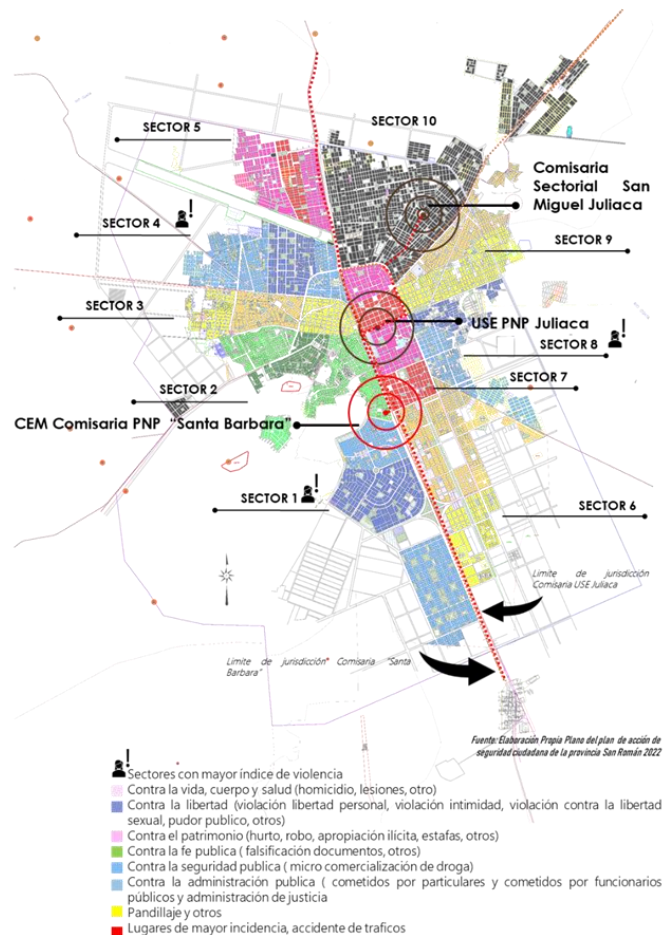 SECTOR 10
SECTOR 5
Comisaria
Sectorial San
Miguel Juliaca
SECTOR 4
SECTOR 9
SECTOR 3
USE PNP Juliaca
SECTOR 8
SECTOR 2
SECTOR 7
CEM Comisaria PNP "Santa Barbara"
SECTOR 1
SECTOR 6
Limite de jurisdicción
Comisaria USE Juliaca
Limite de jurisdicción" Comisaria "Santa
Barbara"
Fuente: Elaboración Propia Plano del plan de acción de
seguridad ciudadana de la provincia San Román 2022
Sectores con mayor índice de violencia
Contra la vida, cuerpo y salud (homicidio, lesiones, otro)
Contra la libertad (violación libertad personal, violación intimidad, violación contra la libertad
sexual, pudor publico, otros)
Contra el patrimonio (hurto, robo, apropiación ilícita, estafas, otros)
Contra la fe publica ( falsificación documentos, otros)
Contra la seguridad publica ( micro comercialización de droga)
Contra la administración publica ( cometidos por particulares y cometidos por funcionarios
públicos y administración de justicia
Pandillaje y otros
Lugares de mayor incidencia, accidente de traficos